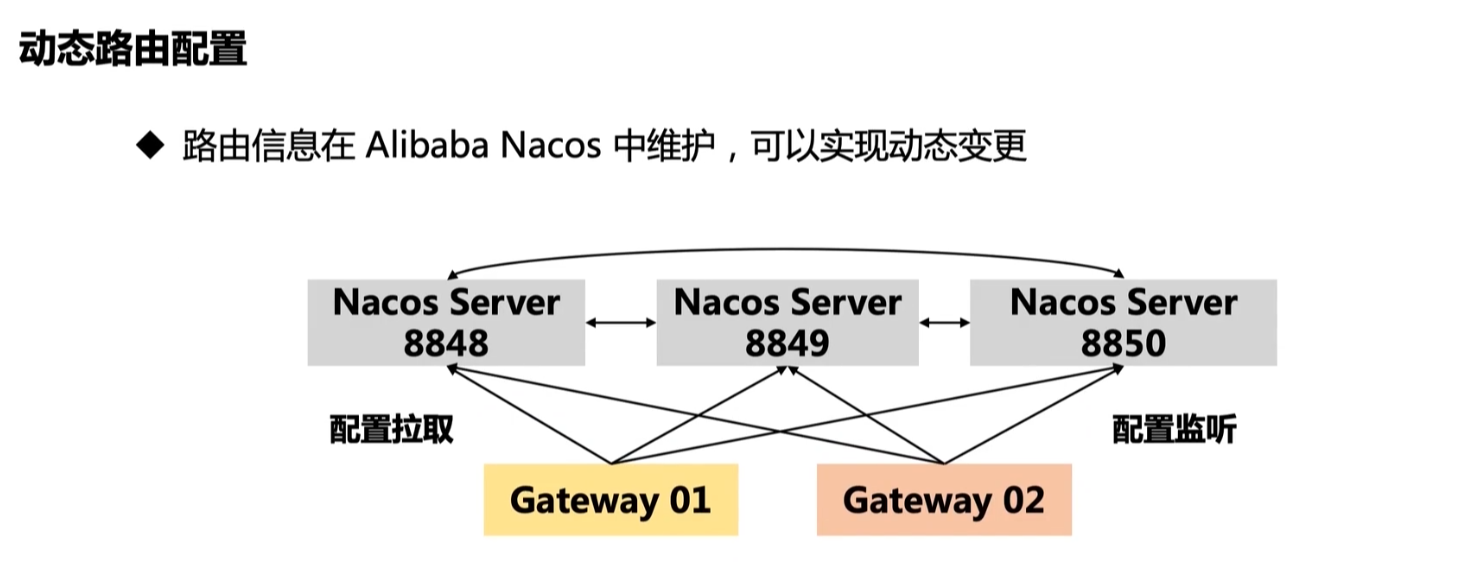 动态路由配置
◆ 路由信息在 Alibaba Nacos 中维护，可以实现动态变更
Nacos Server
8848
Nacos Server
8849
Nacos Server
8850
配置拉取
配置监听
Gateway 01
Gateway 02